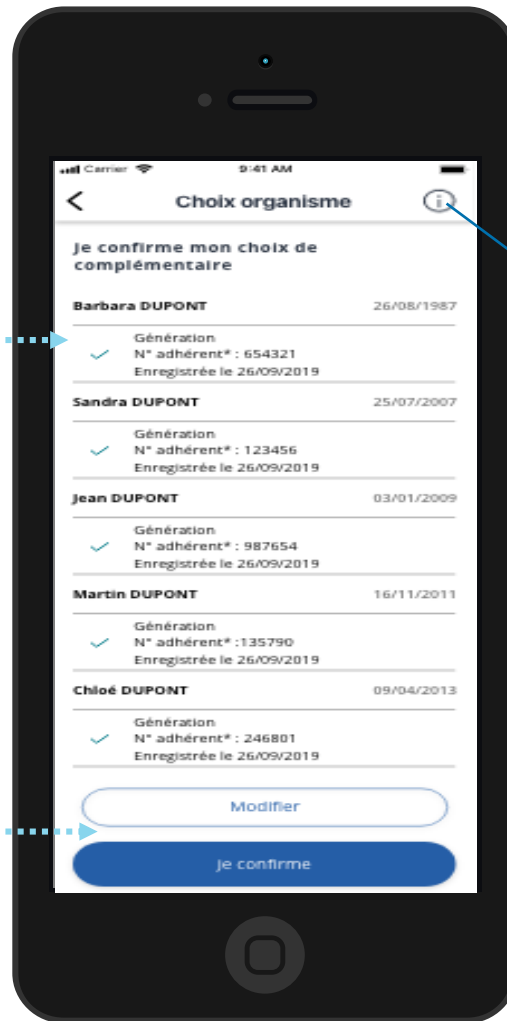 Carrier 9:41 AM
Choix organisme
Je confirme mon choix de
complémentaire
Barbara DUPONT 26/08/1987
Génération
N° adhérent* : 654321
Enregistrée le 26/09/2019
Sandra DUPONT 25/07/2007
Génération
N° adhérent* : 123456
Enregistrée le 26/09/2019
Jean DUPONT 03/01/2009
Génération
N° adhérent* : 987654
Enregistrée le 26/09/2019
Martin DUPONT 16/11/2011
Génération
N° adhérent* :135790
Enregistrée le 26/09/2019
Chloé DUPONT 09/04/2013
Génération
N° adhérent* : 246801
Enregistrée le 26/09/2019
Modifier
Je confirme